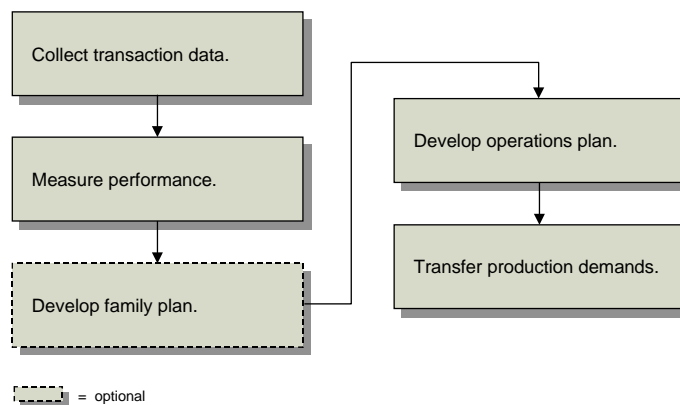 Collect transaction data.
Measure performance.
Develop family plan.
Develop operations plan.
Transfer production demands.
= optional